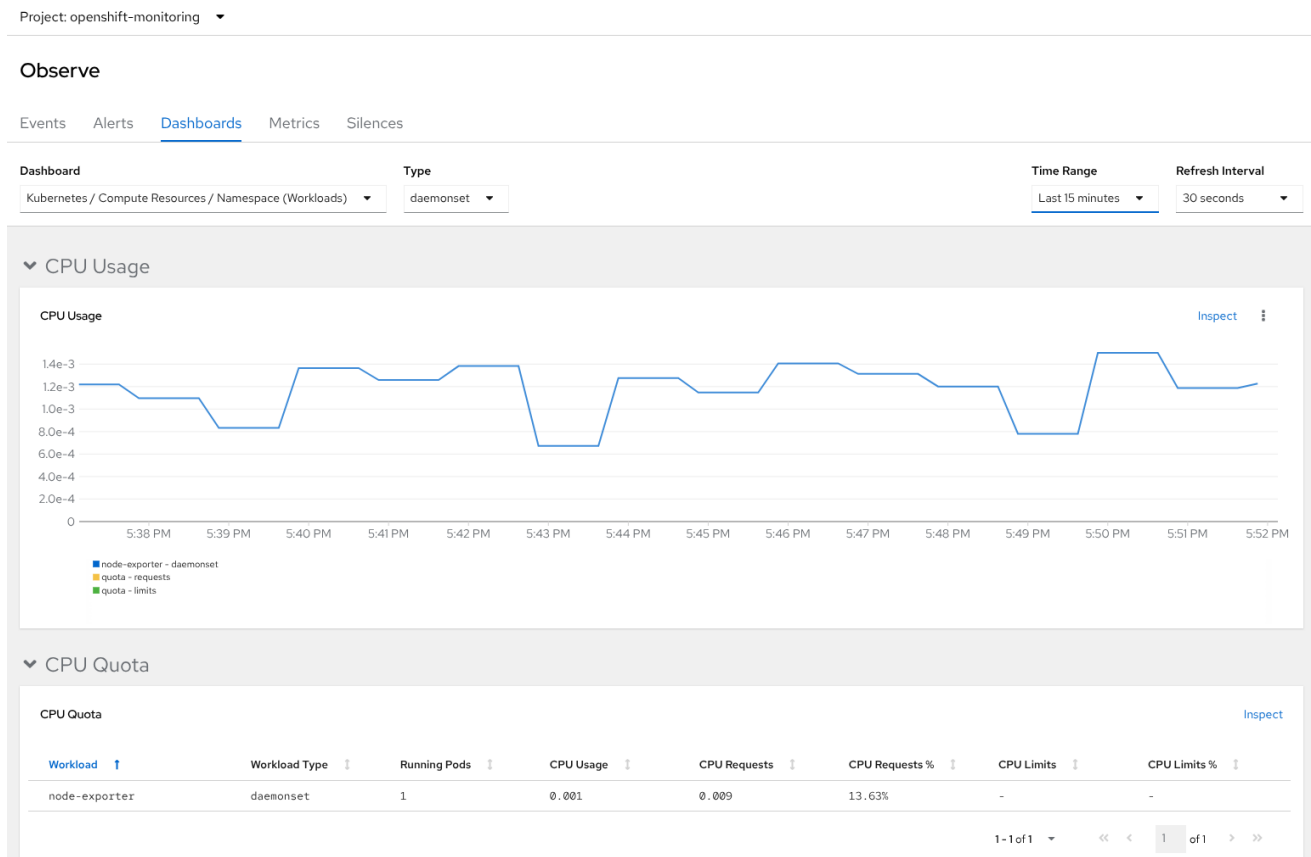 Project: openshift-monitoring
Observe
Events Alerts Dashboards Metrics Silences
Dashboard Type Time Range Refresh Interval
Kubernetes / Compute Resources / Namespace (Workloads) daemonset Last 15 minutes 30 seconds
CPU Usage
CPU Usage Inspect
1.4e-3
1.2e-3
1.0e-3
8.0e-4
6.0e-4
4.0e-4
2.0e-4
0
5:38 PM 5:39 PM 5:40 PM 5:41 PM 5:42 PM 5:43 PM 5:44 PM 5:45 PM 5:46 PM 5:47 PM 5:48 PM 5:49 PM 5:50 PM 5:51 PM 5:52 PM
node-exporter - daemonset
quota - requests
quota - limits
CPU Quota
CPU Quota Inspect
Workload Workload Type Running Pods CPU Usage CPU Requests CPU Requests % CPU Limits CPU Limits %
node-exporter daemonset 1 0.001 0.009 13.63% - -
1 - 1 of 1 1 of 1